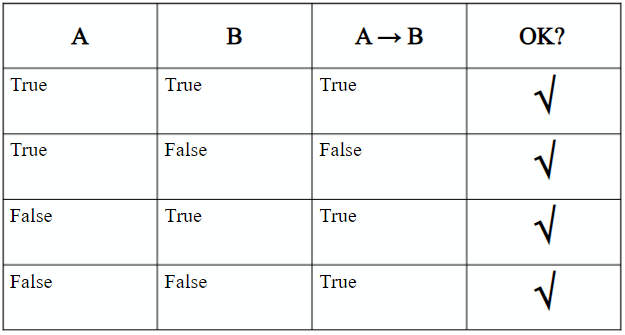 A B A → B OK?
True True True √
True False False √
False True True √
False False True √